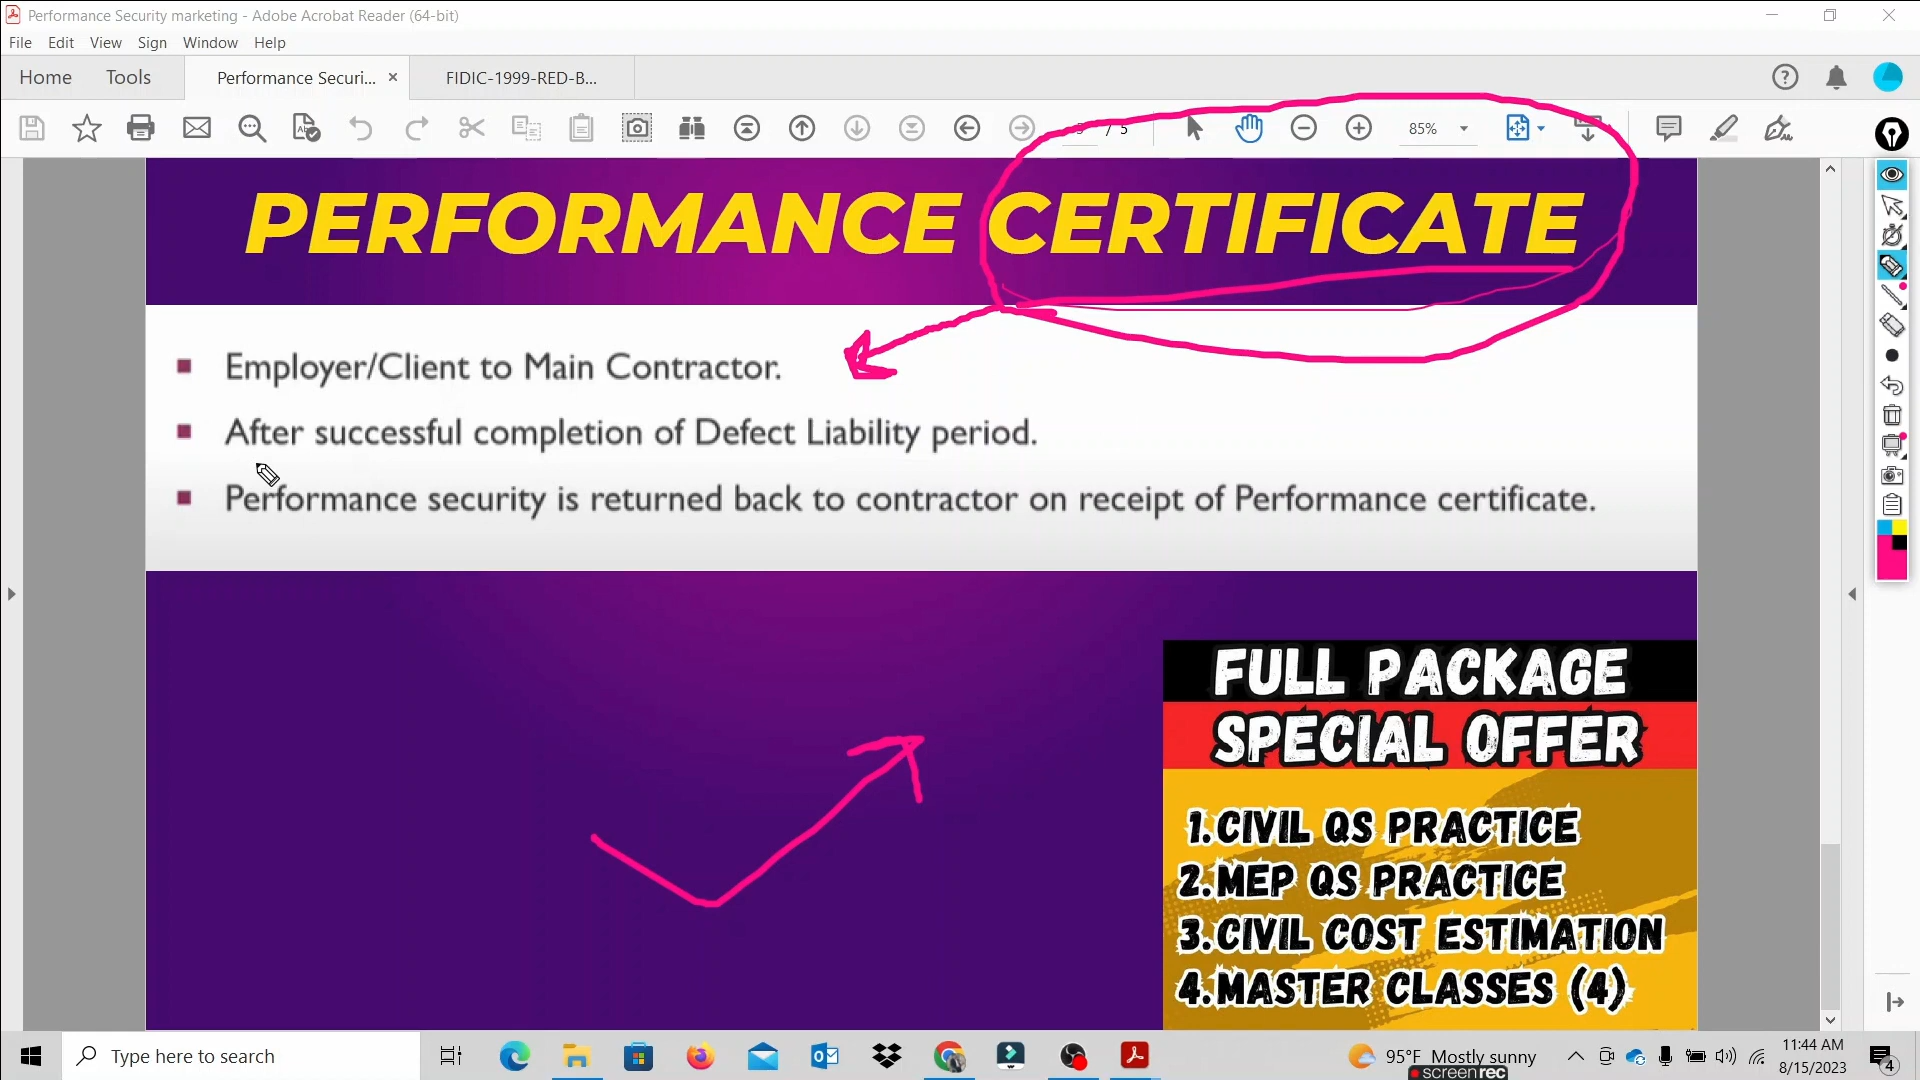 Performance Security marketing - Adobe Acrobat Reader (64-bit)
File Edit View Sign Window Help
Home Tools Performance Securi... × FIDIC-1999-RED-B...
/ 5 85%
PERFORMANCE CERTIFICATE
Employer/Client to Main Contractor.
After successful completion of Defect Liability period.
Performance security is returned back to contractor on receipt of Performance certificate.
FULL PACKAGE
SPECIAL OFFER
1.CIVIL QS PRACTICE
2.MEP QS PRACTICE
3.CIVIL COST ESTIMATION
4.MASTER CLASSES (4)
Type here to search
95°F Mostly sunny
11:44 AM
8/15/2023
4
screenrec